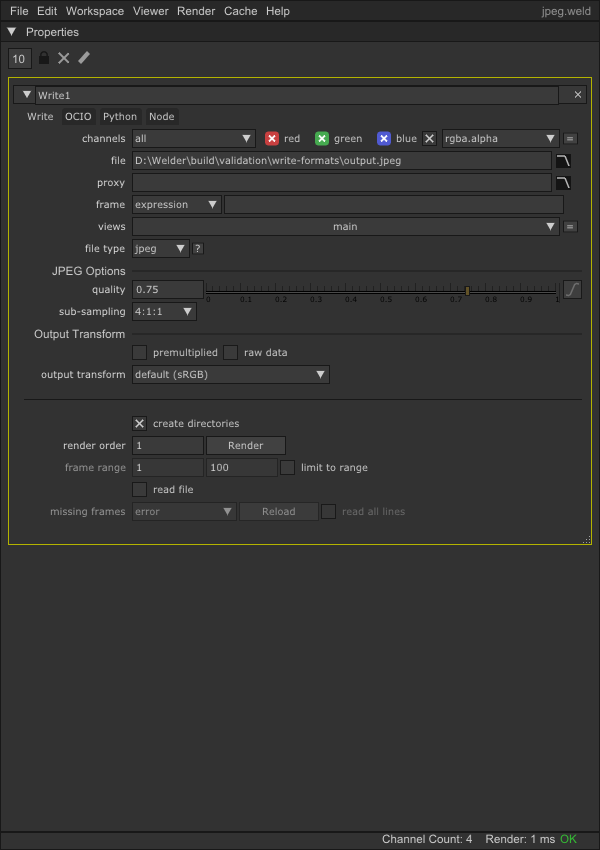 File Edit Workspace Viewer Render Cache Help jpeg.weld
Properties
10
Write1
Write OCIO Python Node
channels all red green blue rgba.alpha =
file D:\Welder\build\validation\write-formats\output.jpeg
proxy
frame expression
views main =
file type jpeg ?
JPEG Options
quality 0.75 0 0.1 0.2 0.3 0.4 0.5 0.6 0.7 0.8 0.9 1
sub-sampling 4:1:1
Output Transform
premultiplied raw data
output transform default (sRGB)
create directories
render order 1 Render
frame range 1 100 limit to range
read file
missing frames error Reload read all lines
Channel Count: 4 Render: 1 ms OK